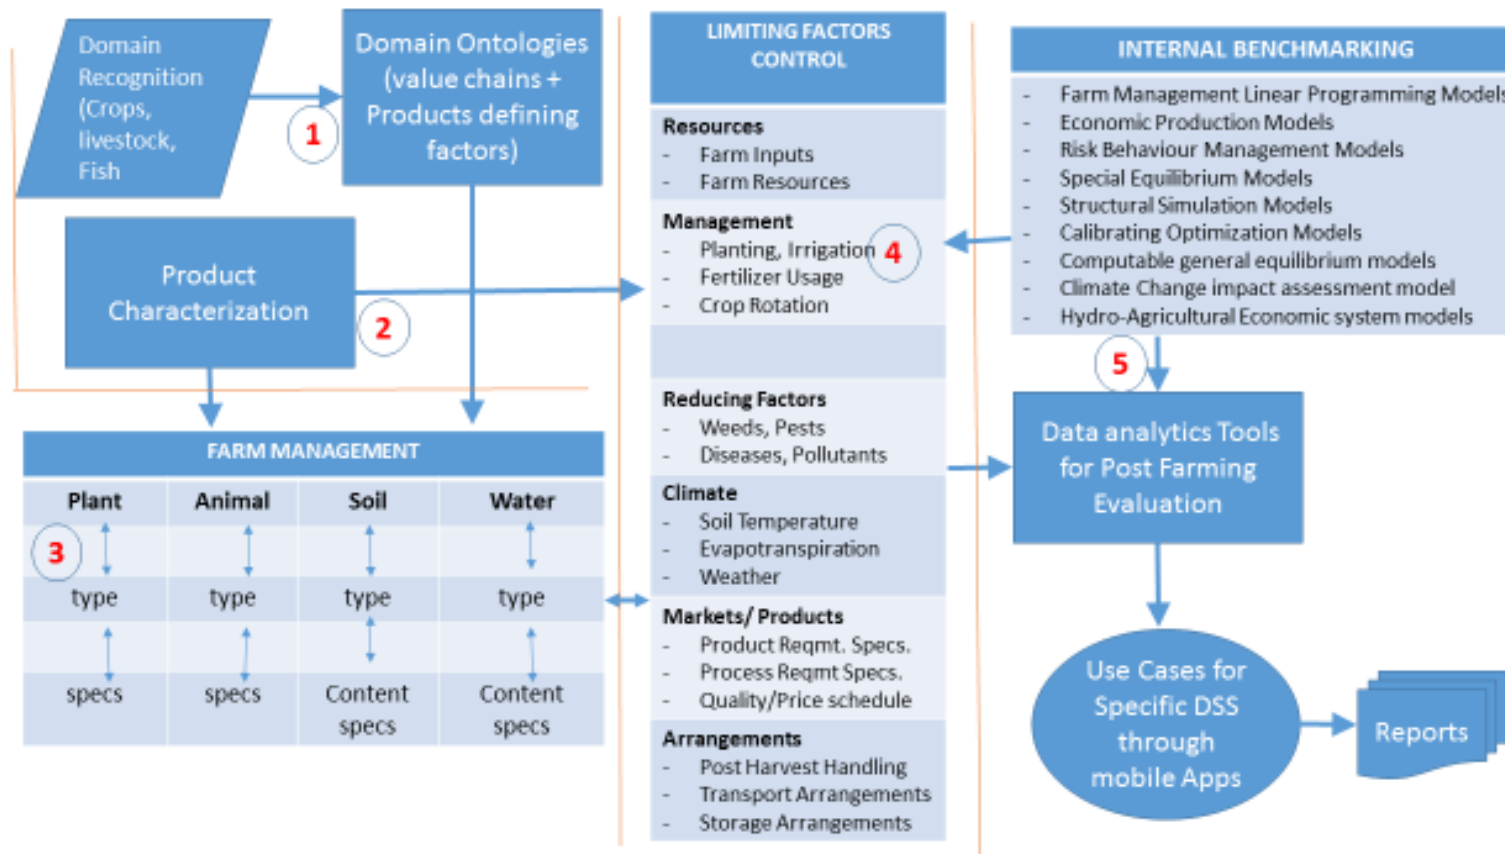 Domain
Recognition
(Crops,
livestock,
Fish
1
Domain Ontologies
(value chains +
Products defining
factors)
Product
Characterization
2
FARM MANAGEMENT
Plant Animal Soil Water
3
type type type type
specs specs Content specs Content specs
LIMITING FACTORS
CONTROL
Resources
- Farm Inputs
- Farm Resources
Management
- Planting, Irrigation
- Fertilizer Usage
- Crop Rotation
4
Reducing Factors
- Weeds, Pests
- Diseases, Pollutants
Climate
- Soil Temperature
- Evapotranspiration
- Weather
Markets/ Products
- Product Reqmt. Specs.
- Process Reqmt Specs.
- Quality/Price schedule
Arrangements
- Post Harvest Handling
- Transport Arrangements
- Storage Arrangements
INTERNAL BENCHMARKING
- Farm Management Linear Programming Models
- Economic Production Models
- Risk Behaviour Management Models
- Special Equilibrium Models
- Structural Simulation Models
- Calibrating Optimization Models
- Computable general equilibrium models
- Climate Change impact assessment model
- Hydro-Agricultural Economic system models
5
Data analytics Tools
for Post Farming
Evaluation
Use Cases for
Specific DSS
through
mobile Apps
Reports